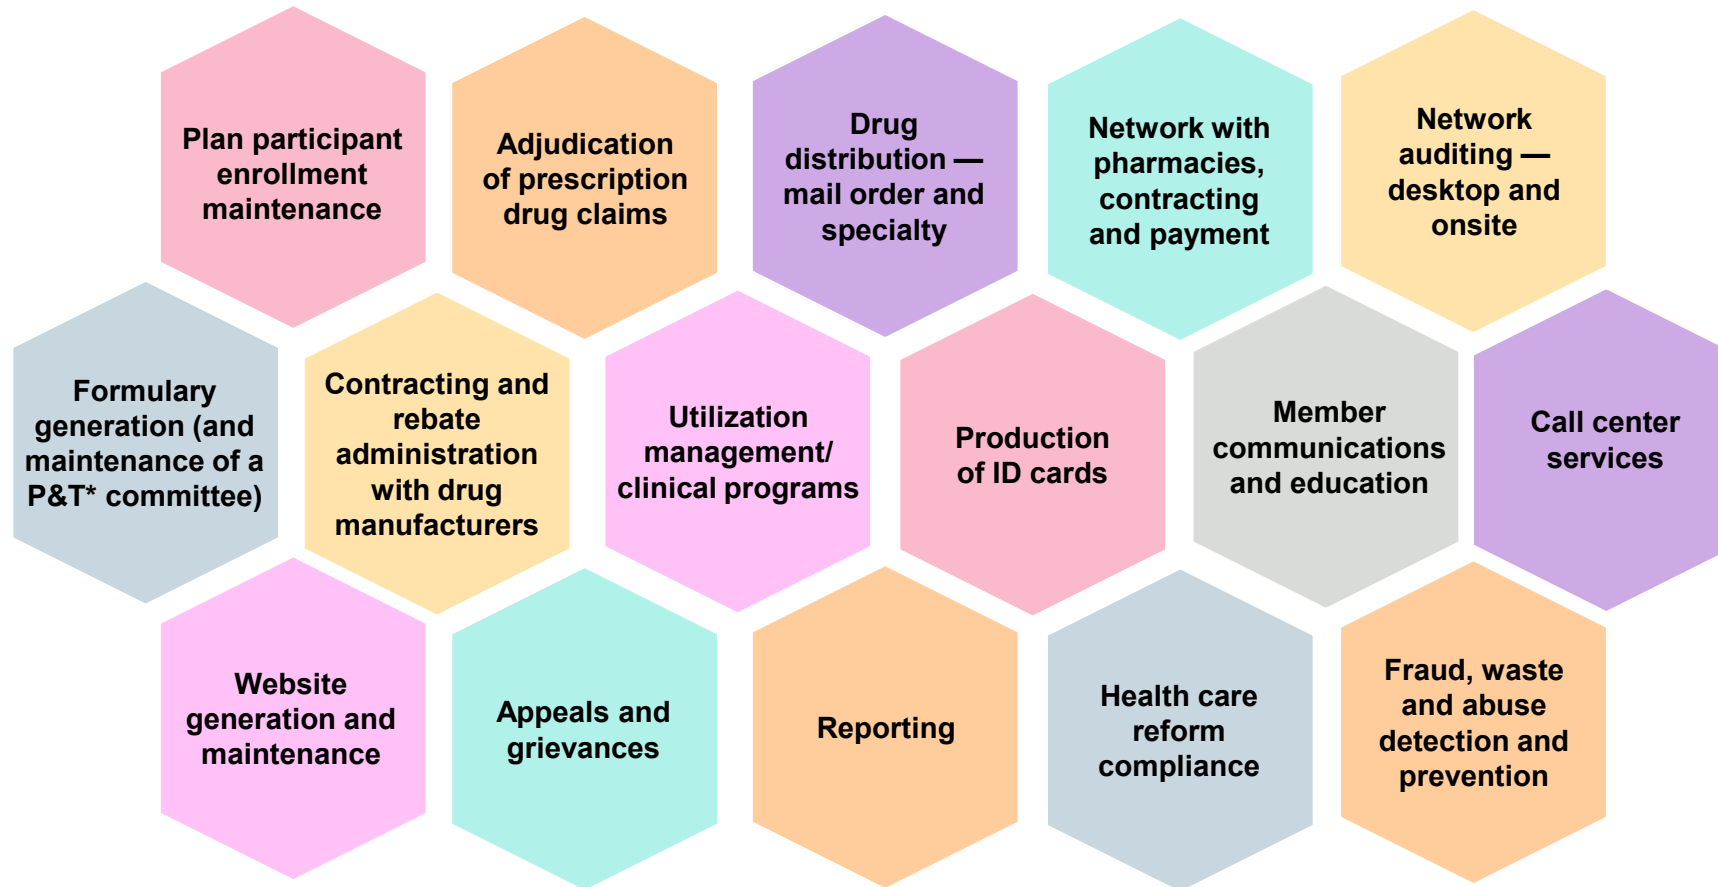 Plan participant
enrollment
maintenance
Adjudication
of prescription
drug claims
Drug
distribution —
mail order and
specialty
Network with
pharmacies,
contracting
and payment
Network
auditing —
desktop and
onsite
Formulary
generation (and
maintenance of a
P&T* committee)
Contracting and
rebate
administration
with drug
manufacturers
Utilization
management/
clinical programs
Production
of ID cards
Member
communications
and education
Call center
services
Website
generation and
maintenance
Appeals and
grievances
Reporting
Health care
reform
compliance
Fraud, waste
and abuse
detection and
prevention